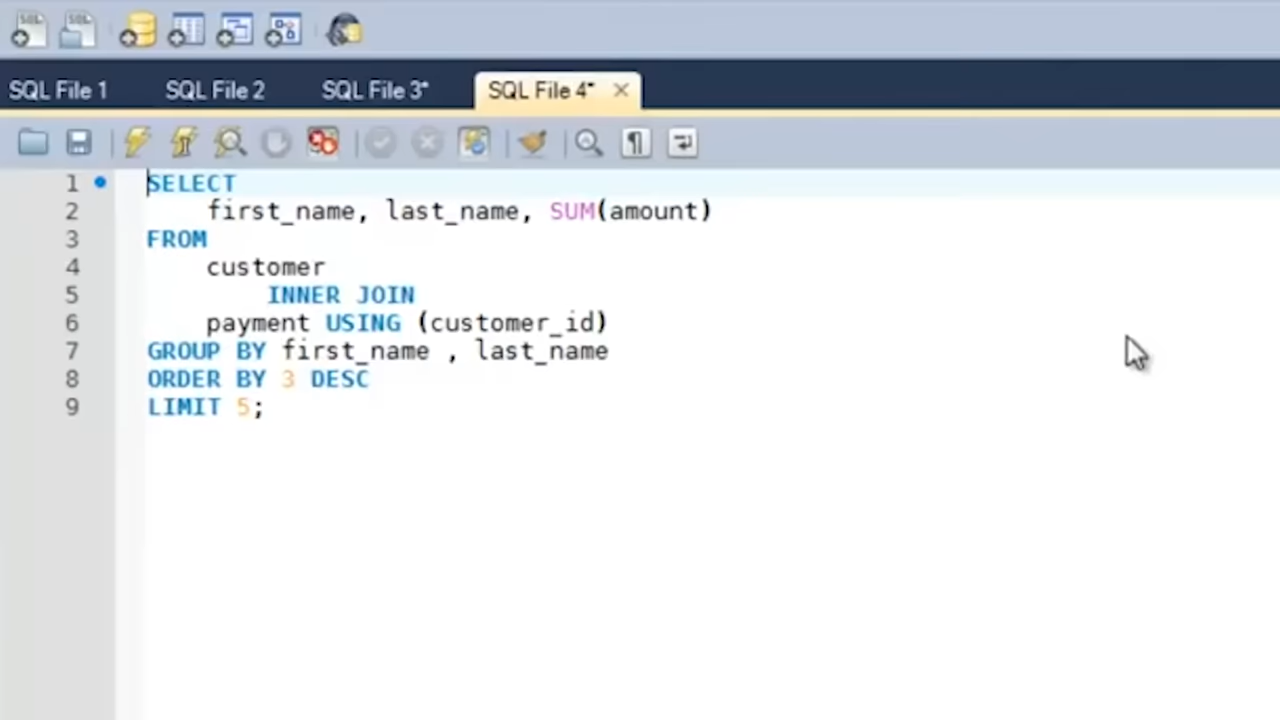 SQL SQL
SQL File 1 SQL File 2 SQL File 3* SQL File 4*
1 SELECT
2 first_name, last_name, SUM(amount)
3 FROM
4 customer
5 INNER JOIN
6 payment USING (customer_id)
7 GROUP BY first_name , last_name
8 ORDER BY 3 DESC
9 LIMIT 5;